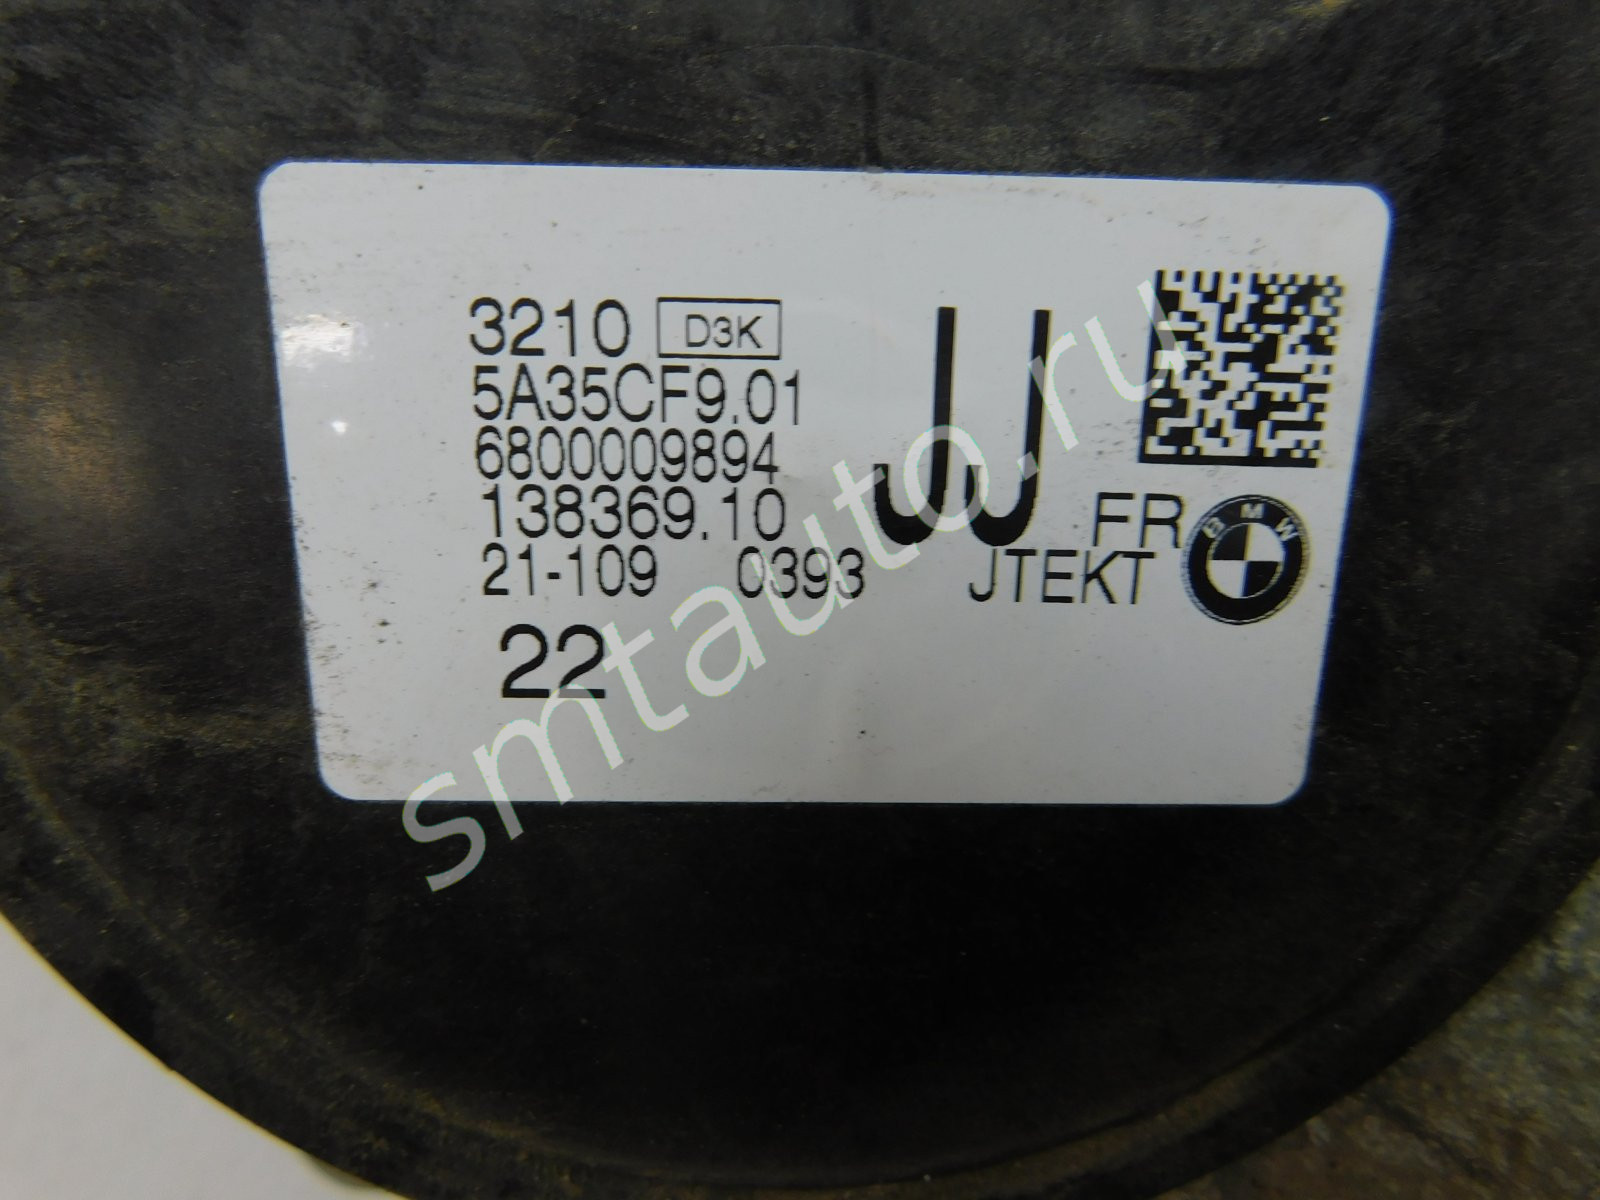 3210 D3K
5A35CF9.01
6800009894
138369.10
21-109 0393
22
JJ
FR
JTEKT
BMW
smtauto.ru